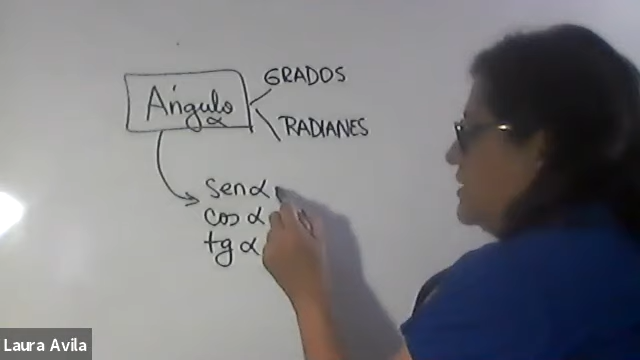 GRADOS
Ángulo
α
RADIANES
sen α
cos α
tg α
Laura Avila